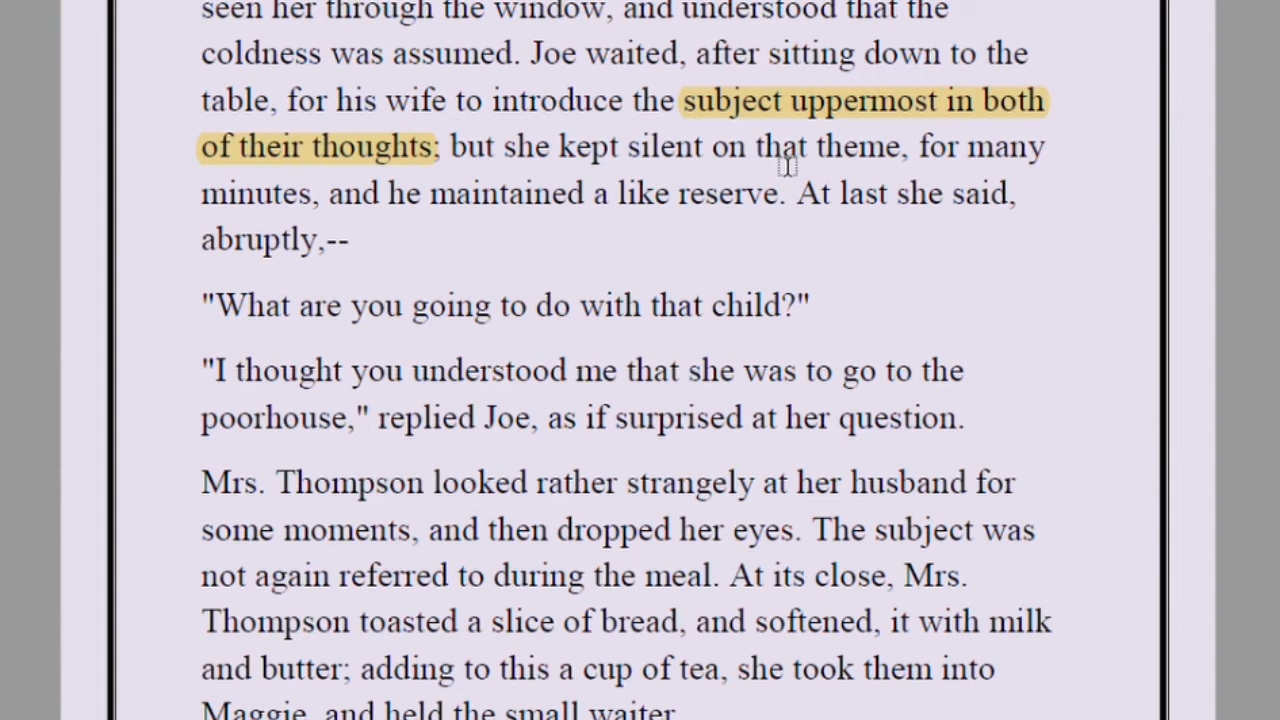 seen her through the window, and understood that the
coldness was assumed. Joe waited, after sitting down to the
table, for his wife to introduce the subject uppermost in both
of their thoughts; but she kept silent on that theme, for many
minutes, and he maintained a like reserve. At last she said,
abruptly,--
"What are you going to do with that child?"
"I thought you understood me that she was to go to the
poorhouse," replied Joe, as if surprised at her question.
Mrs. Thompson looked rather strangely at her husband for
some moments, and then dropped her eyes. The subject was
not again referred to during the meal. At its close, Mrs.
Thompson toasted a slice of bread, and softened, it with milk
and butter; adding to this a cup of tea, she took them into
Maggie, and held the small waiter,